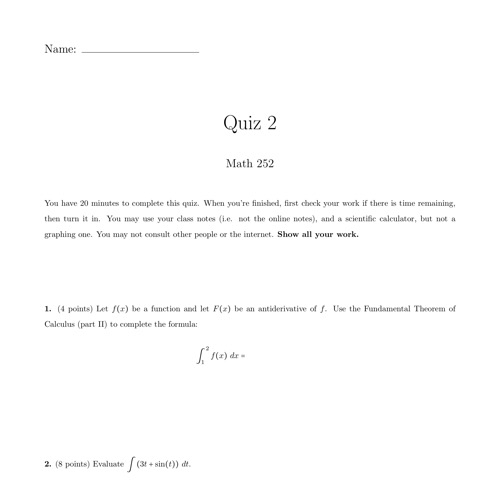 Name:
Quiz 2
Math 252
You have 20 minutes to complete this quiz. When you're finished, first check your work if there is time remaining,
then turn it in. You may use your class notes (i.e. not the online notes), and a scientific calculator, but not a
graphing one. You may not consult other people or the internet. Show all your work.
1. (4 points) Let f(x) be a function and let F(x) be an antiderivative of f. Use the Fundamental Theorem of
Calculus (part II) to complete the formula:
∫₁² f(x) dx =
2. (8 points) Evaluate ∫ (3t + sin(t)) dt.